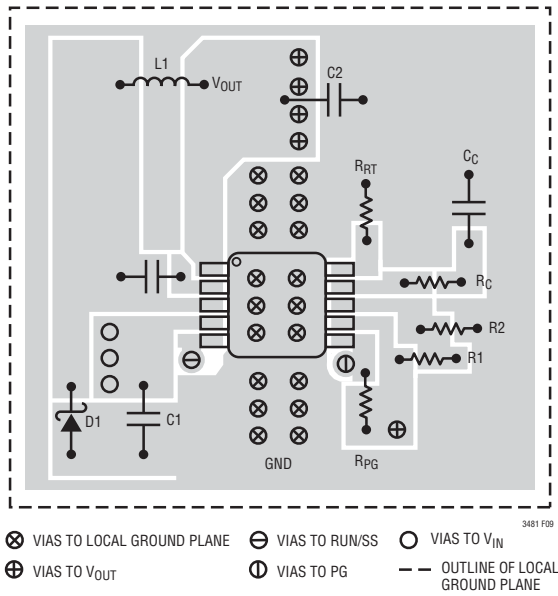 L1
VOUT
C2
RRT
CC
RC
R2
R1
D1
C1
GND
RPG
3481 F09
VIAS TO LOCAL GROUND PLANE
VIAS TO RUN/SS
VIAS TO VIN
VIAS TO VOUT
VIAS TO PG
OUTLINE OF LOCAL
GROUND PLANE